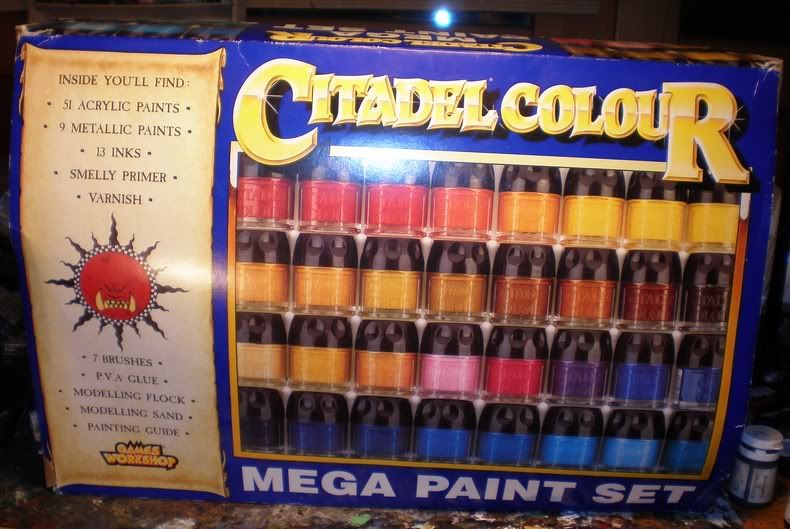 INSIDE YOU'LL FIND:
• 51 ACRYLIC PAINTS •
• 9 METALLIC PAINTS •
• 13 INKS •
• SMELLY PRIMER •
• VARNISH •
• 7 BRUSHES •
• P.V.A GLUE •
• MODELLING FLOCK •
• MODELLING SAND •
• PAINTING GUIDE •
GAMES
WORKSHOP
CITADEL COLOUR
MEGA PAINT SET